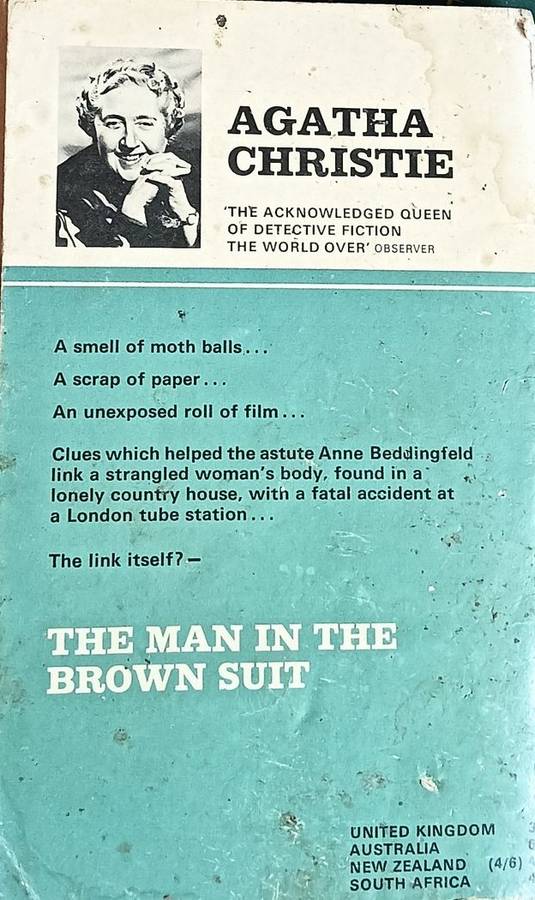 AGATHA
CHRISTIE
'THE ACKNOWLEDGED QUEEN
OF DETECTIVE FICTION
THE WORLD OVER' OBSERVER
A smell of moth balls...
A scrap of paper...
An unexposed roll of film...
Clues which helped the astute Anne Beddingfeld
link a strangled woman's body, found in a
lonely country house, with a fatal accident at
a London tube station...
The link itself?—
THE MAN IN THE
BROWN SUIT
UNITED KINGDOM
AUSTRALIA
NEW ZEALAND (4/6)
SOUTH AFRICA